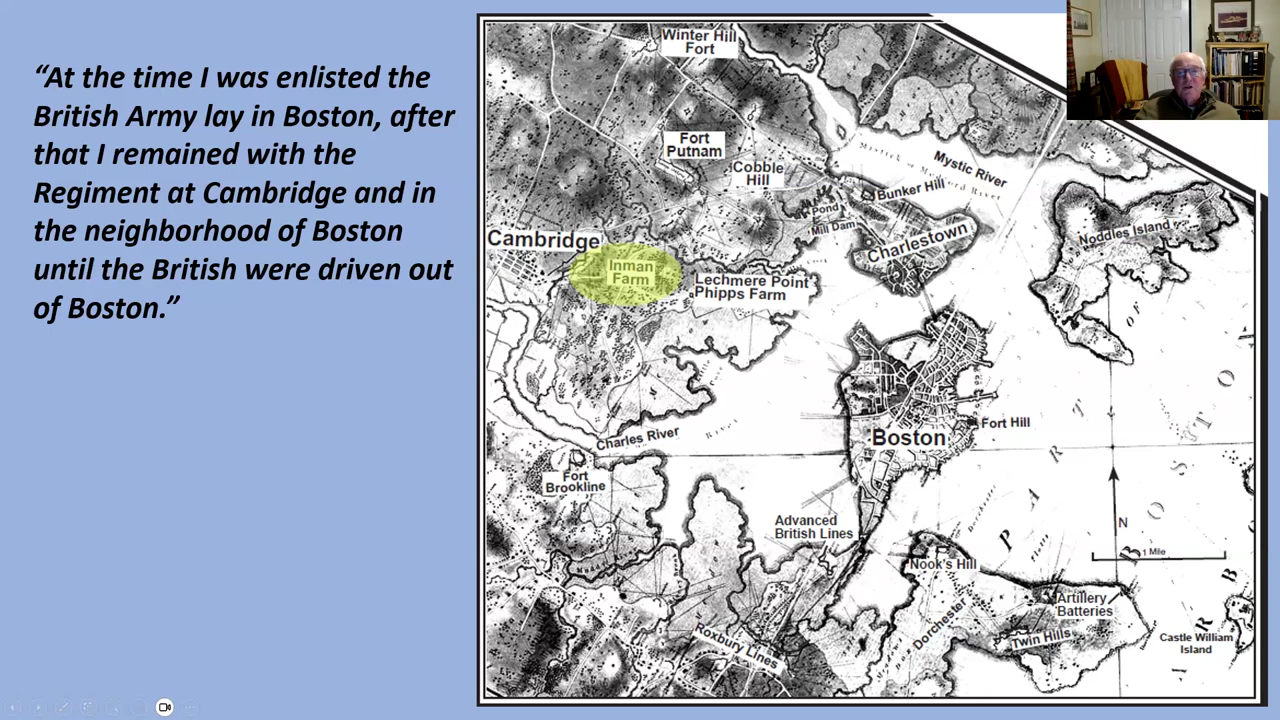 “At the time I was enlisted the
British Army lay in Boston, after
that I remained with the
Regiment at Cambridge and in
the neighborhood of Boston
until the British were driven out
of Boston.”
Winter Hill
Fort
Fort
Putnam
Cobble
Hill
Mystic River
Bunker Hill
Pond
Mill Dam
Charlestown
Noddles Island
Cambridge
Inman
Farm
Lechmere Point
Phipps Farm
Charles River
River
Boston
Fort Hill
Fort
Brookline
Advanced
British Lines
N
1 Mile
Nook's Hill
Artillery
Batteries
Dorchester
Twin Hills
Castle William
Island
Roxbury Lines
PART
OF
BOSTON